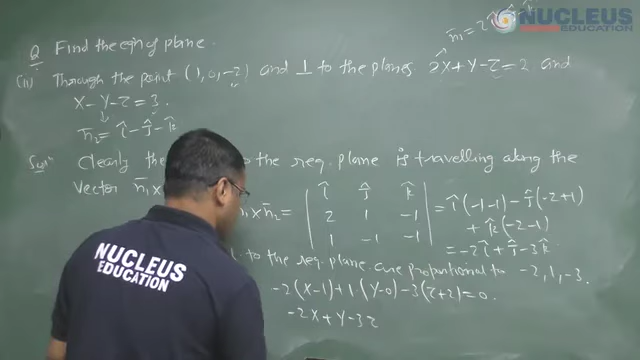 NUCLEUS
EDUCATION
Q Find the eqn of plane.
(ii) Through the point (1, 0, -2) and ⊥ to the planes 2x + y - z = 2 and
x - y - z = 3.
n̄₂ = î - ĵ - k̂
Soln Clearly the to the req. plane is travelling along the
vector n̄₁ × n̄₂ = | î ĵ k̂ | = î(-1-1) - ĵ(-2+1)
| 2 1 -1 | + k̂(-2-1)
| 1 -1 -1 | = -2î + ĵ - 3k̂.
to the req. plane are proportional to -2, 1, -3.
-2(x-1) + 1(y-0) - 3(z+2) = 0.
-2x + y - 3z
NUCLEUS
EDUCATION